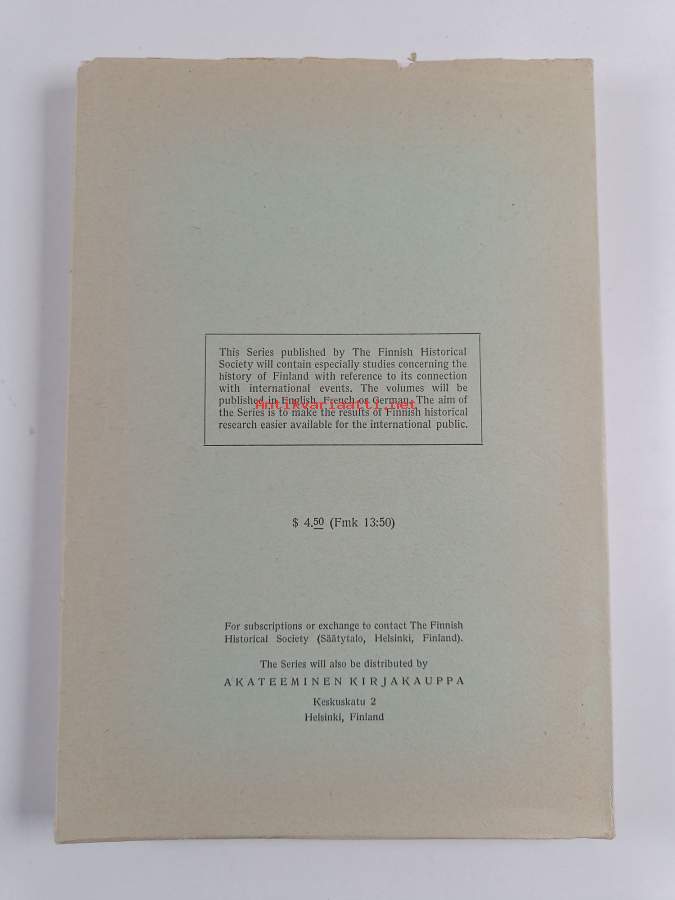 This Series published by The Finnish Historical
Society will contain especially studies concerning the
history of Finland with reference to its connection
with international events. The volumes will be
published in English, French or German. The aim of
Antikvariaatti.net
the Series is to make the results of Finnish historical
research easier available for the international public.
$ 4.50 (Fmk 13:50)
For subscriptions or exchange to contact The Finnish
Historical Society (Säätytalo, Helsinki, Finland).
The Series will also be distributed by
AKATEEMINEN KIRJAKAUPPA
Keskuskatu 2
Helsinki, Finland